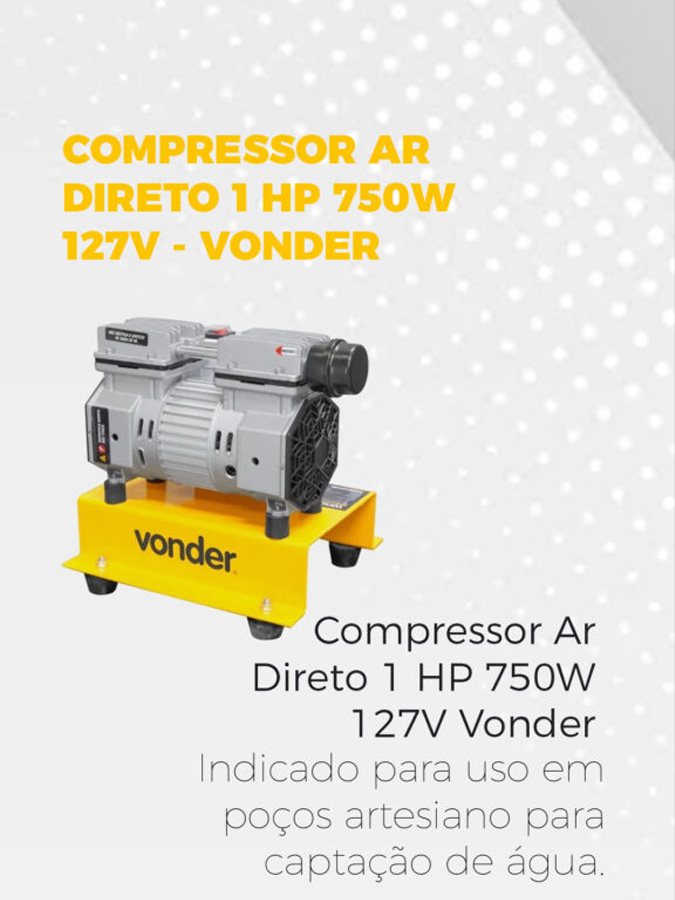 COMPRESSOR AR
DIRETO 1 HP 750W
127V - VONDER
vonder
Compressor Ar
Direto 1 HP 750W
127V Vonder
Indicado para uso em
poços artesiano para
captação de água.